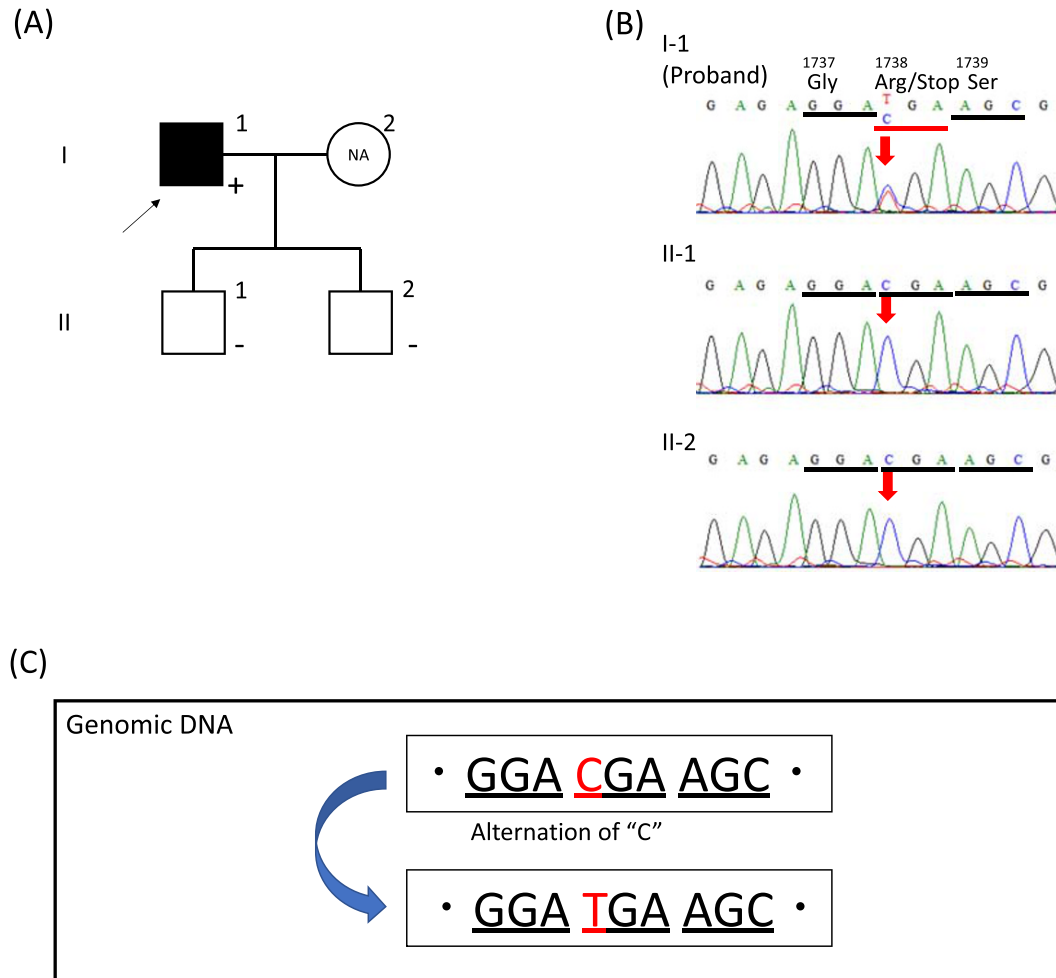 (A)
I
1
+
NA
2
II
1
-
2
-
(B)
I-1
(Proband)
1737 1738 1739
Gly Arg/Stop Ser
T
G A G A G G A G A A G C G
C
II-1
G A G A G G A C G A A G C G
II-2
G A G A G G A C G A A G C G
(C)
Genomic DNA
• GGA CGA AGC •
Alternation of “C”
• GGA TGA AGC •